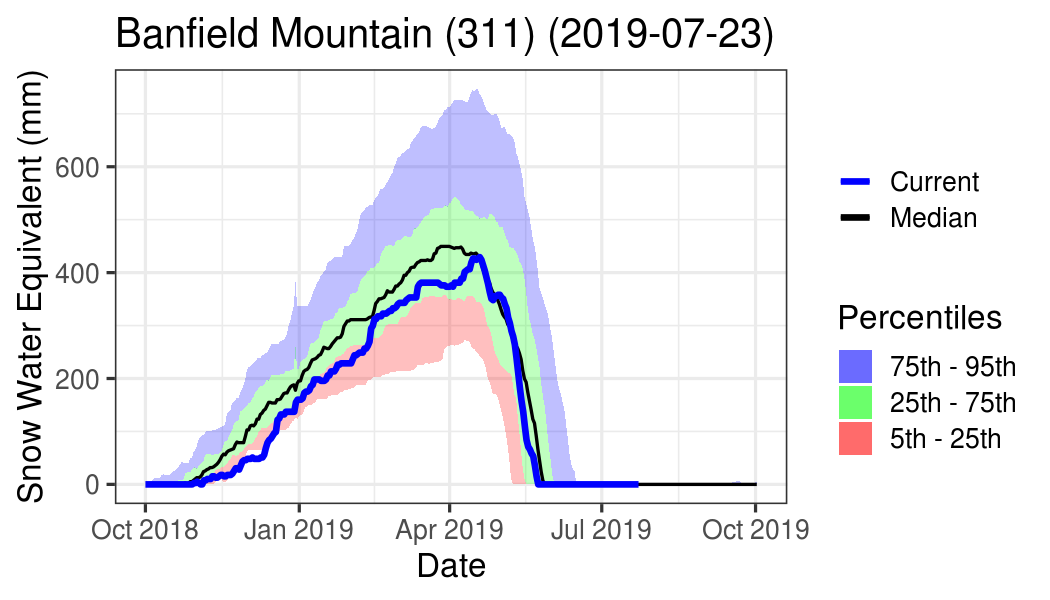 Banfield Mountain (311) (2019-07-23)
Snow Water Equivalent (mm)
600
400
200
0
Oct 2018
Jan 2019
Apr 2019
Jul 2019
Oct 2019
Date
Current
Median
Percentiles
75th - 95th
25th - 75th
5th - 25th